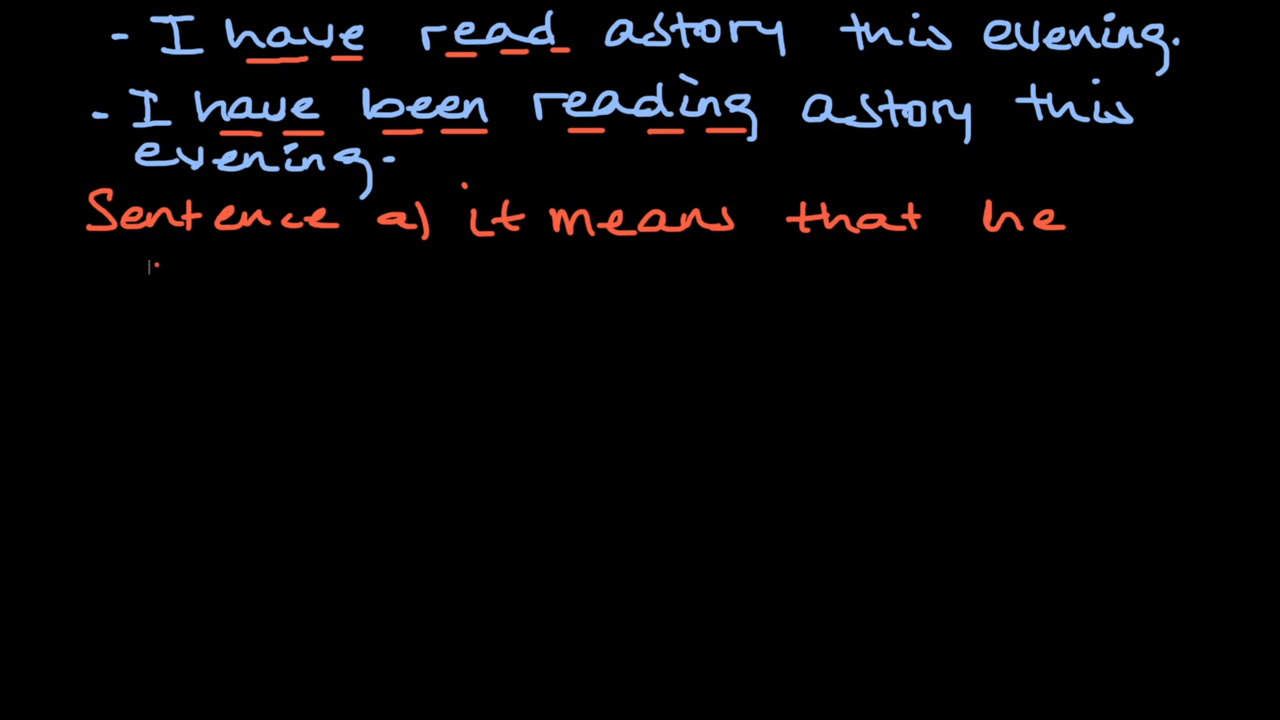 - I have read astory this evening.
- I have been reading astory this
evening.
Sentence a) it means that he